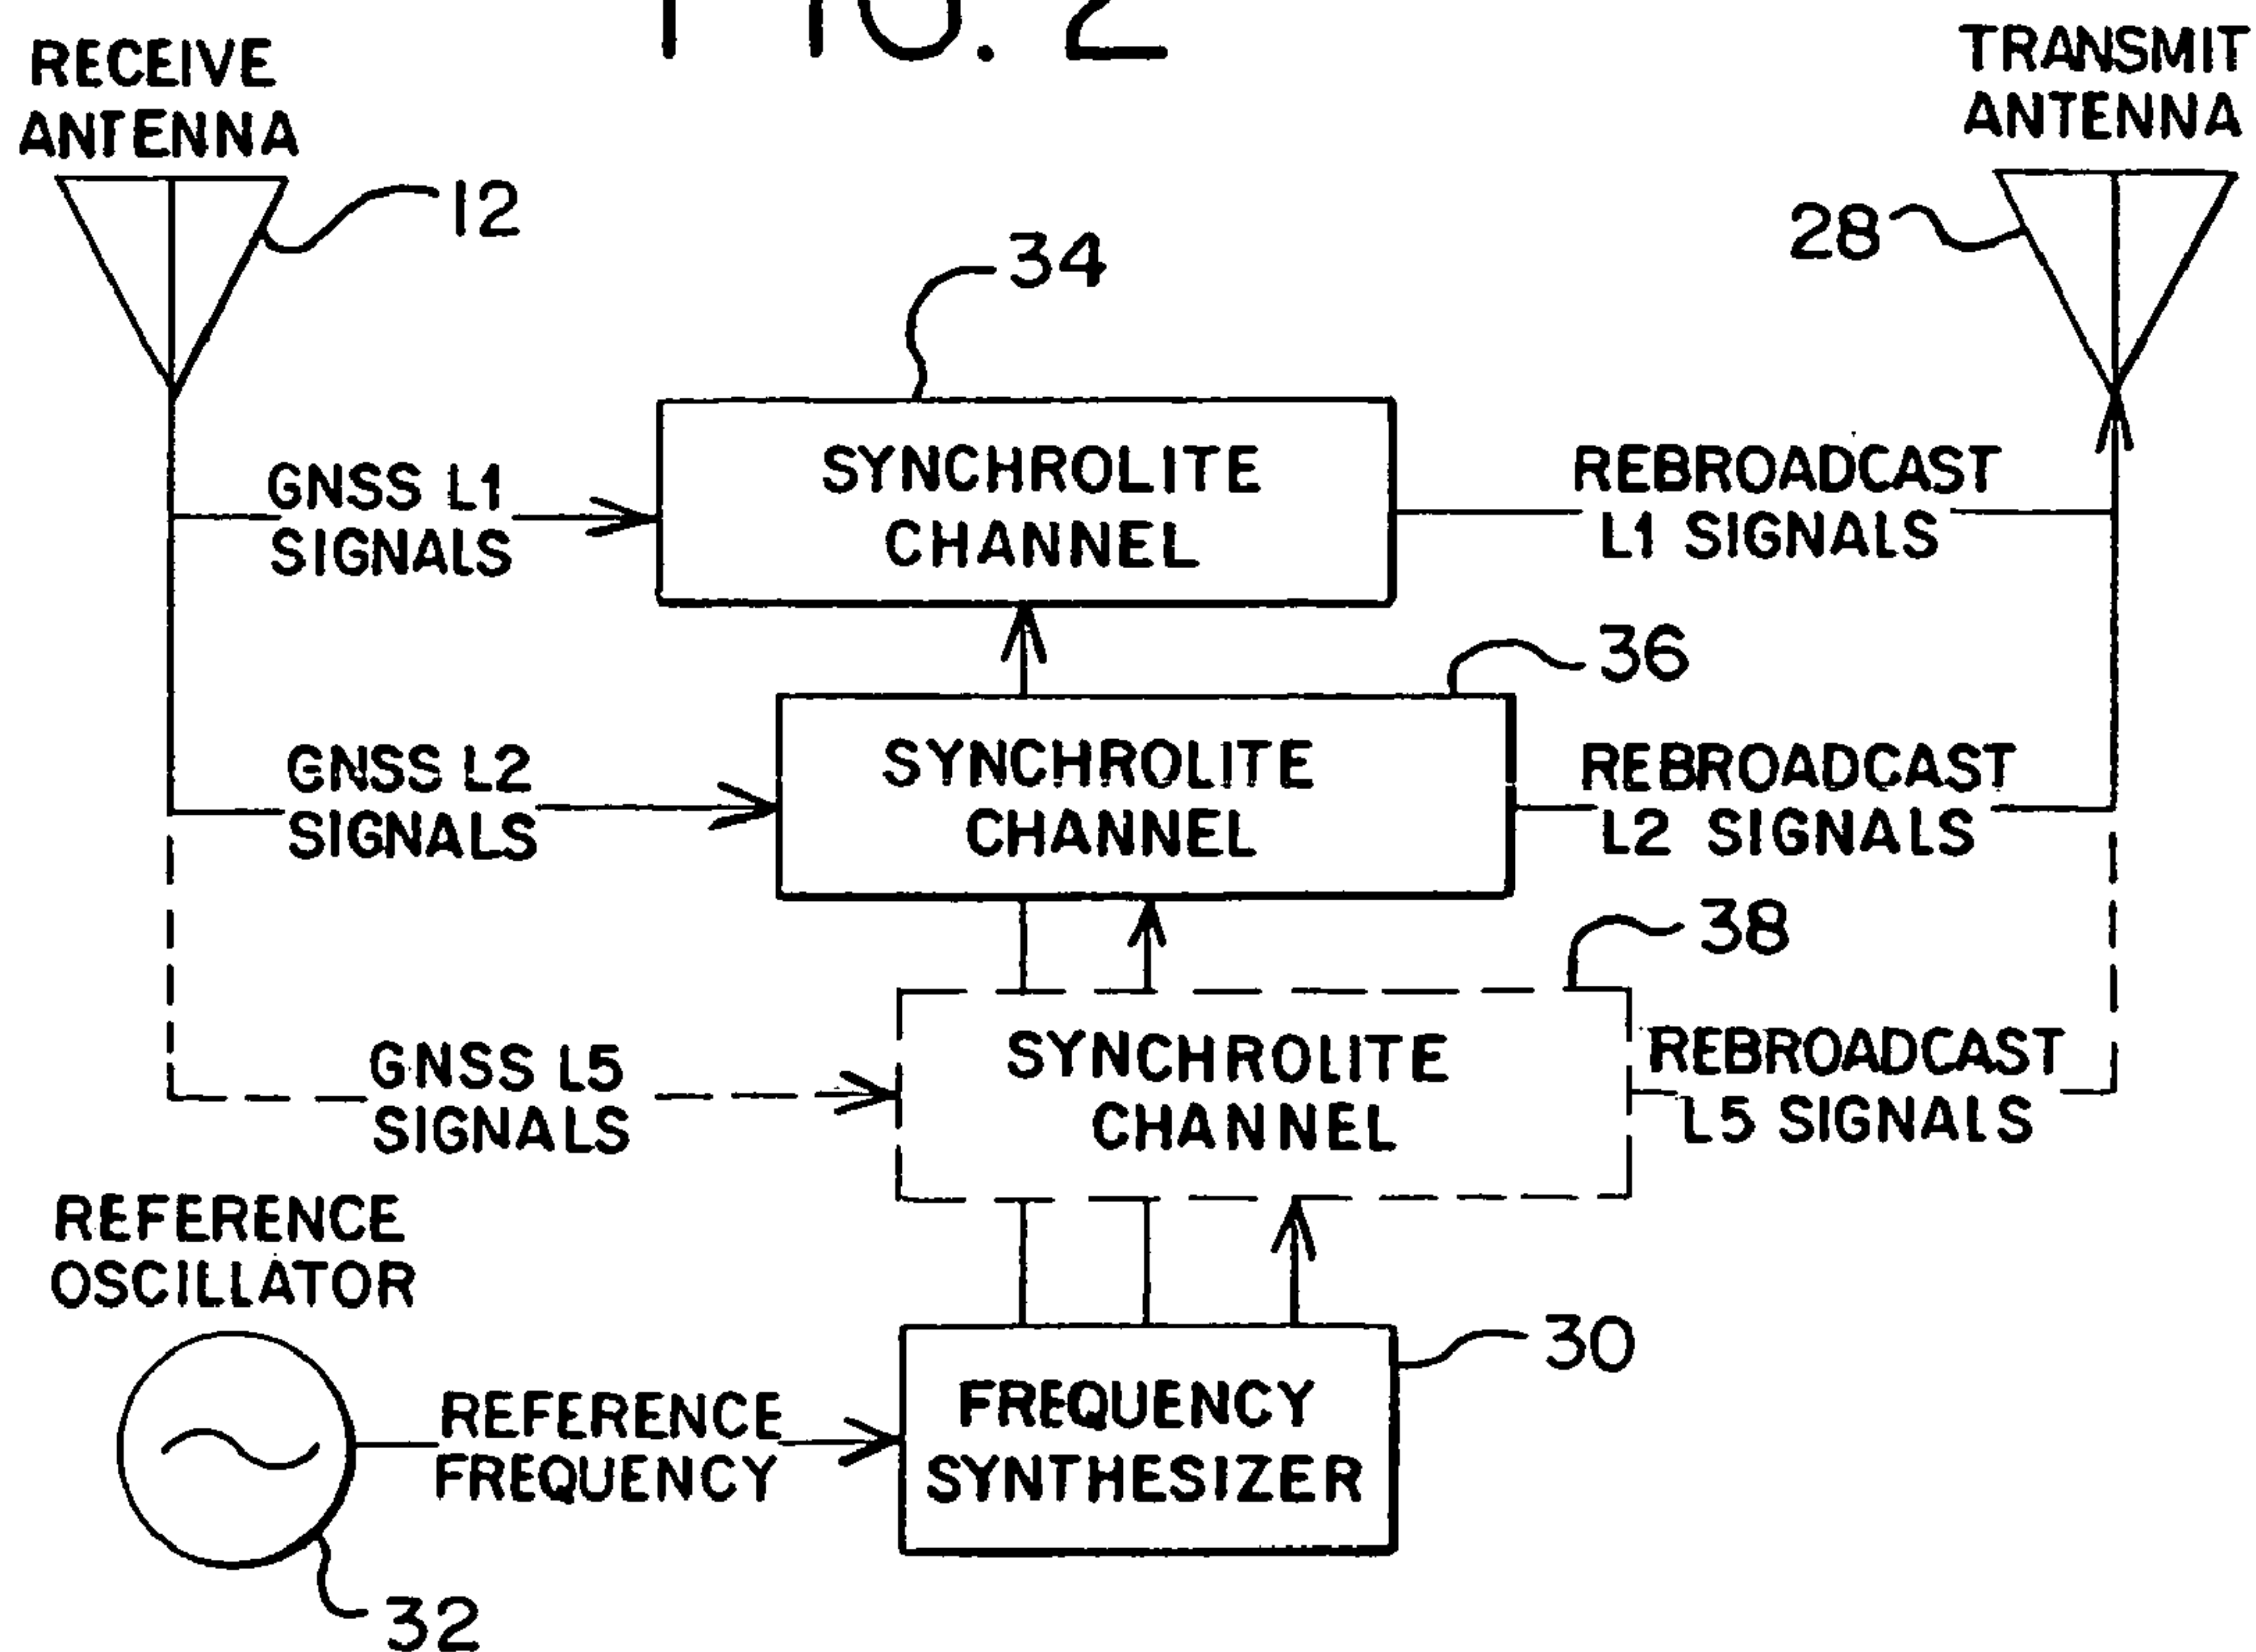 FIG. 2
RECEIVE
ANTENNA
TRANSMIT
ANTENNA
12
28
34
SYNCHROLITE
CHANNEL
GNSS L1
SIGNALS
REBROADCAST
L1 SIGNALS
36
SYNCHROLITE
CHANNEL
GNSS L2
SIGNALS
REBROADCAST
L2 SIGNALS
38
SYNCHROLITE
CHANNEL
GNSS L5
SIGNALS
REBROADCAST
L5 SIGNALS
REFERENCE
OSCILLATOR
REFERENCE
FREQUENCY
FREQUENCY
SYNTHESIZER
30
32